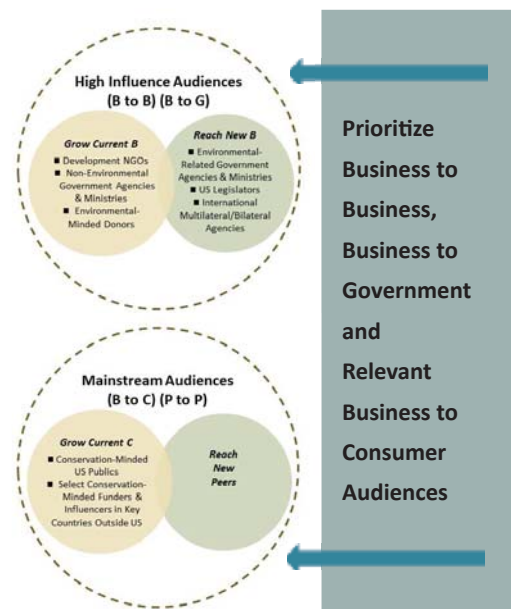 High Influence Audiences
(B to B) (B to G)
Grow Current B
■ Development NGOs
■ Non-Environmental
Government Agencies
& Ministries
■ Environmental-
Minded Donors
Reach New B
■ Environmental-
Related Government
Agencies & Ministries
■ US Legislators
■ International
Multilateral/Bilateral
Agencies
Mainstream Audiences
(B to C) (P to P)
Grow Current C
■ Conservation-Minded
US Publics
■ Select Conservation-
Minded Funders &
Influencers in Key
Countries Outside US
Reach
New
Peers
Prioritize
Business to
Business,
Business to
Government
and
Relevant
Business to
Consumer
Audiences